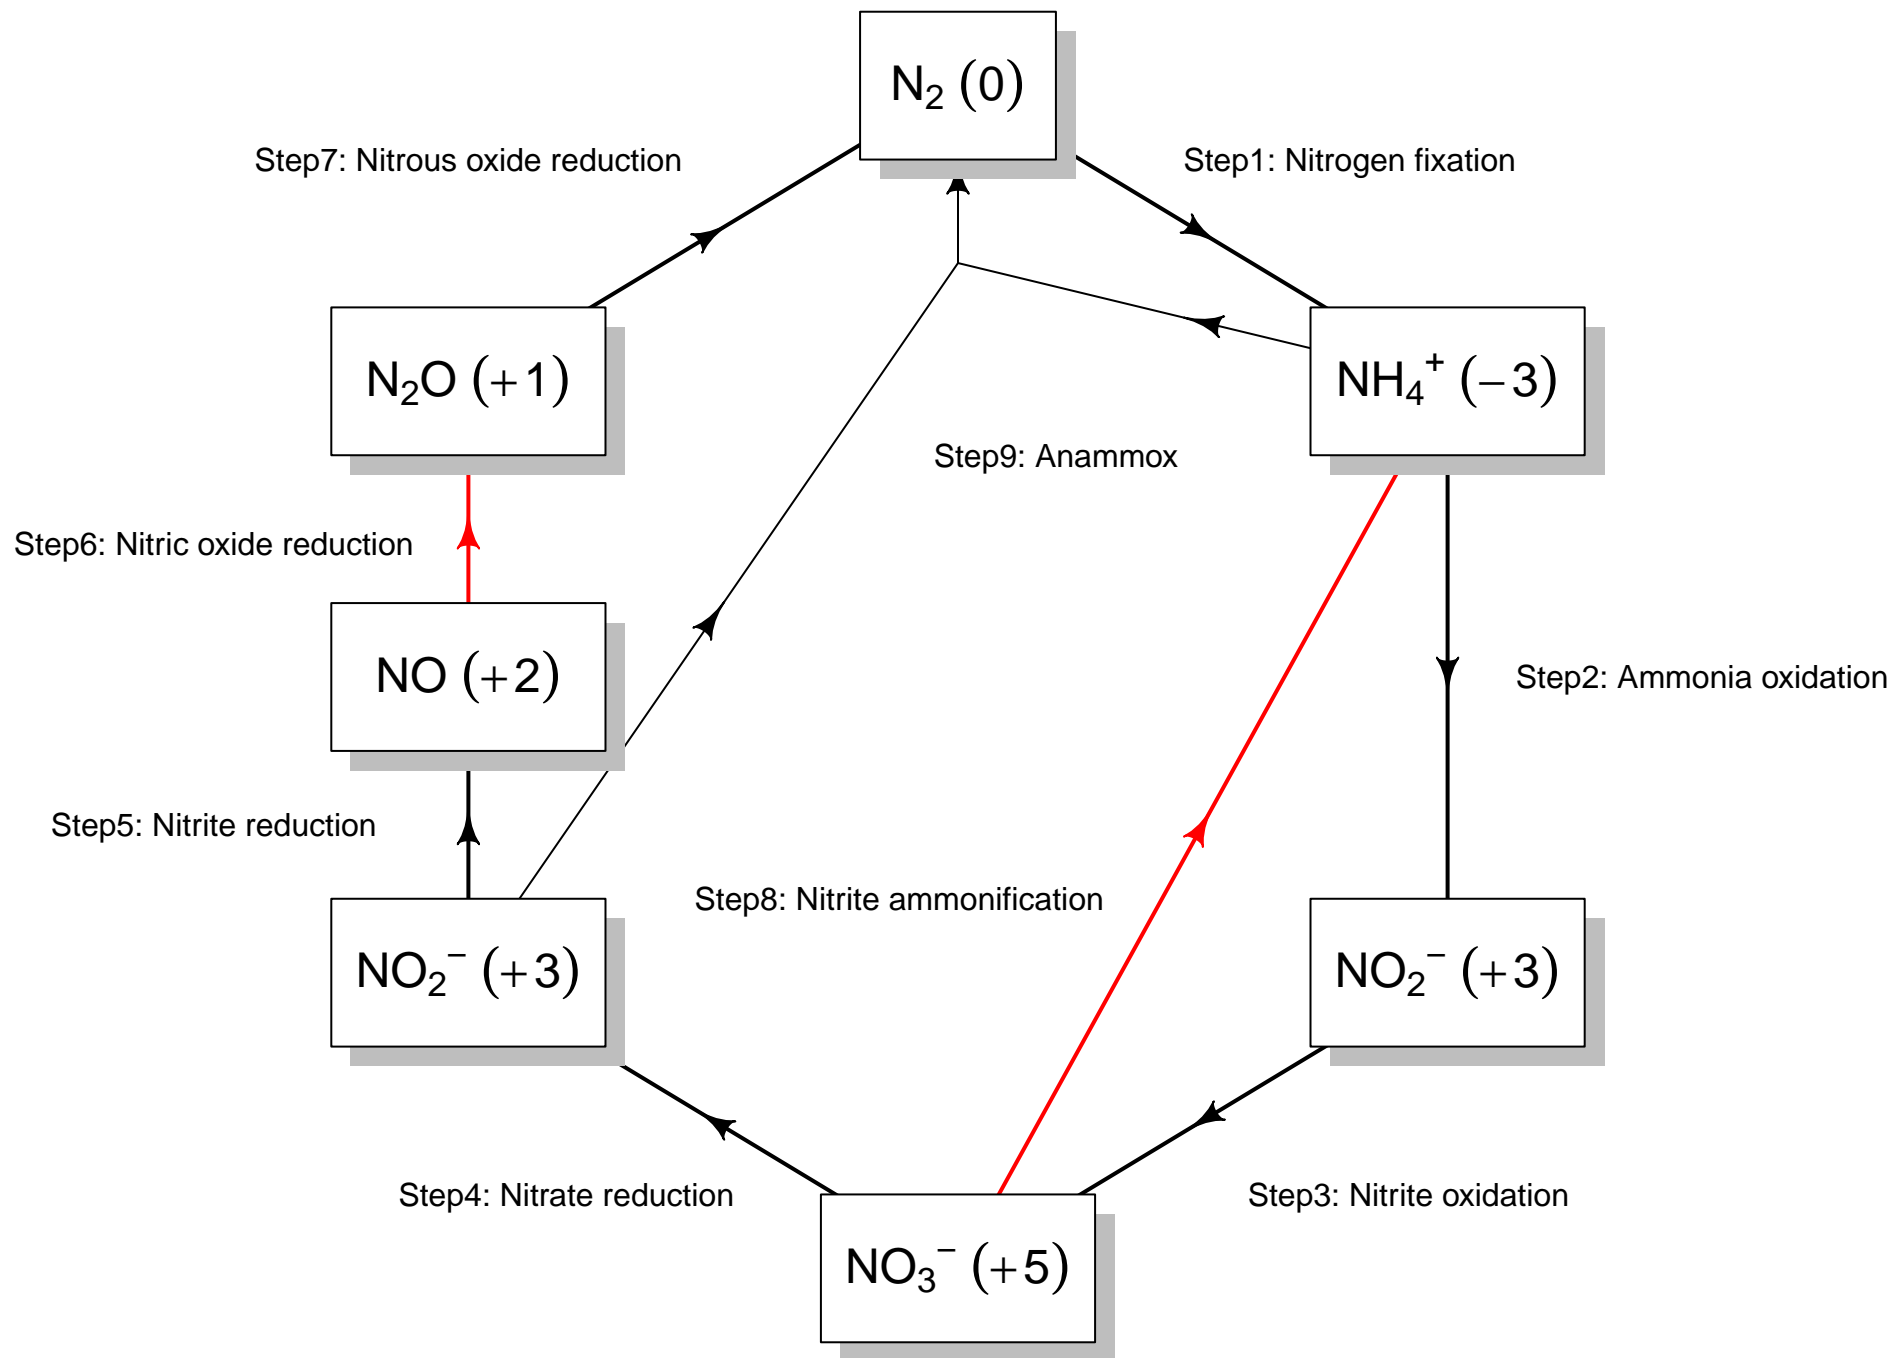 N₂ (0)
Step7: Nitrous oxide reduction
Step1: Nitrogen fixation
N₂O (+1)
NH₄⁺ (−3)
Step9: Anammox
Step6: Nitric oxide reduction
NO (+2)
Step2: Ammonia oxidation
Step5: Nitrite reduction
Step8: Nitrite ammonification
NO₂⁻ (+3)
NO₂⁻ (+3)
Step4: Nitrate reduction
Step3: Nitrite oxidation
NO₃⁻ (+5)